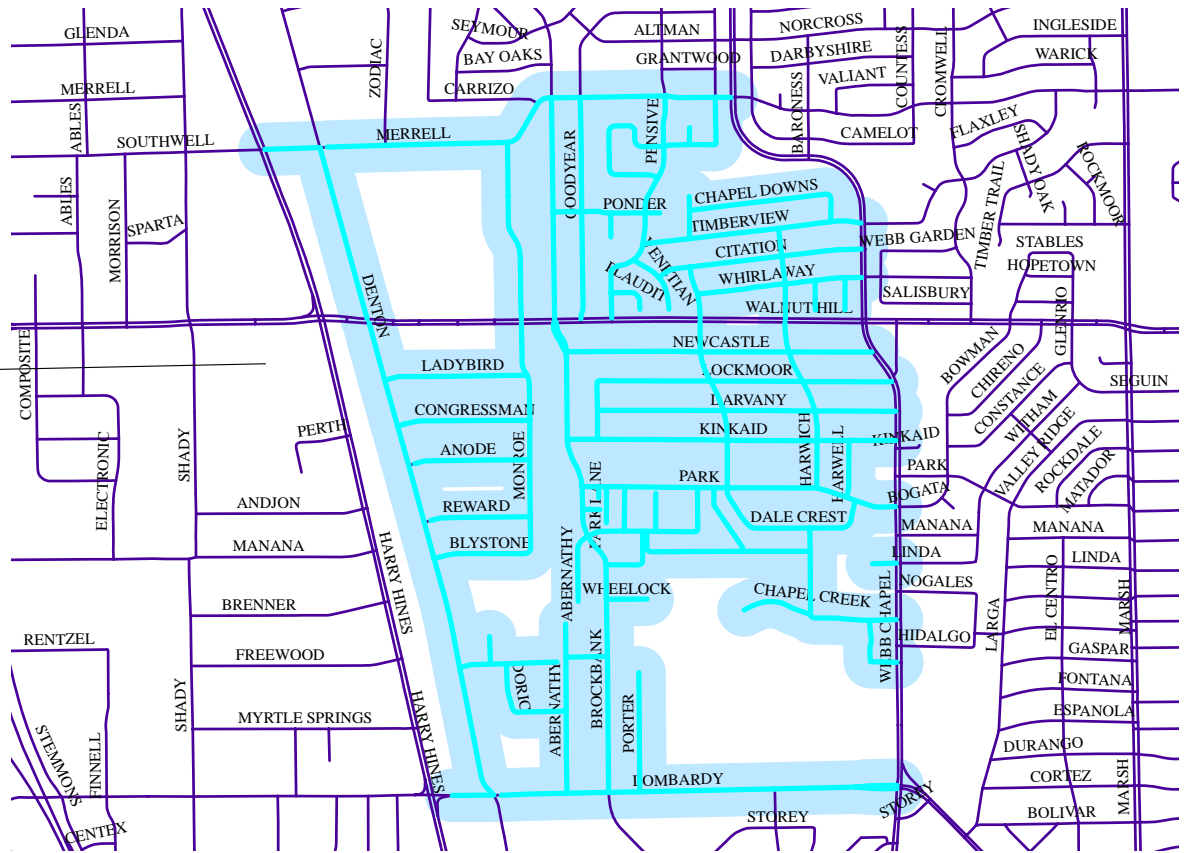 GLENDA
SEYMOUR
ALTMAN
NORCROSS
INGLESIDE
ZODIAC
BAY OAKS
GRANTWOOD
DARBYSHIRE
COUNTESS
CROMWELL
WARICK
MERRELL
CARRIZO
VALIANT
ABLES
SOUTHWELL
MERRELL
PENSIVE
BARONESS
CAMELOT
FLAXLEY
SHADY OAK
ROCKMOOR
GOODYEAR
ABLES
MORRISON
SPARTA
PONDER
CHAPEL DOWNS
TIMBERVIEW
TIMBER TRAIL
WEBB GARDEN
STABLES
VENETIAN
CITATION
HOPETOWN
PLAUDIT
WHIRLAWAY
SALISBURY
DENTON
WALNUT HILL
GLENRIO
COMPOSITE
NEWCASTLE
BOWMAN
CHIRENO
LADYBIRD
LOCKMOOR
CONSTANCE
SEGUIN
CONGRESSMAN
LARVANY
WITHAM
PERTH
KINKAID
KINKAID
VALLEY RIDGE
ROCKDALE
SHADY
ANODE
MONROE
HARWICH
HARWELL
PARK
MATADOR
ELECTRONIC
PARK
BOGATA
ANDJON
REWARD
PARK LANE
DALE CREST
MANANA
MANANA
MANANA
HARRY HINES
BLYSTONE
ABERNATHY
LINDA
LINDA
WHEELOCK
CHAPEL CREEK
NOGALES
BRENNER
WEBB CHAPEL
LARGA
EL CENTRO
MARSH
RENTZEL
HIDALGO
FREEWOOD
GASPAR
SHADY
DORIC
ABERNATHY
BROCKBANK
PORTER
FONTANA
MYRTLE SPRINGS
HARRY HINES
ESPANOLA
STEMMONS
FINNELL
DURANGO
LOMBARDY
CORTEZ
MARSH
STOREY
STOREY
BOLIVAR
CENTEX